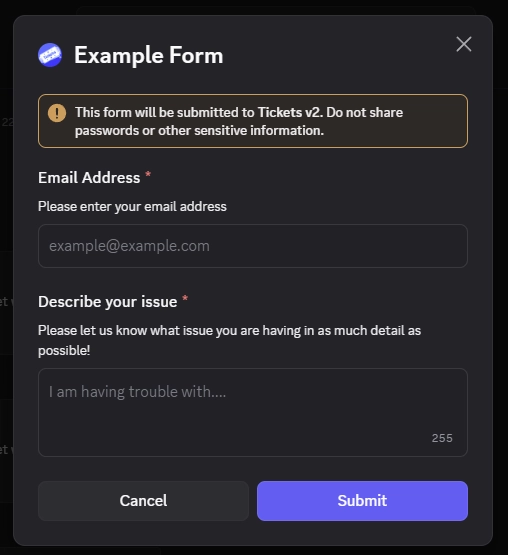 Example Form
This form will be submitted to Tickets v2. Do not share
passwords or other sensitive information.
Email Address *
Please enter your email address
example@example.com
Describe your issue *
Please let us know what issue you are having in as much detail as
possible!
I am having trouble with....
255
Cancel
Submit